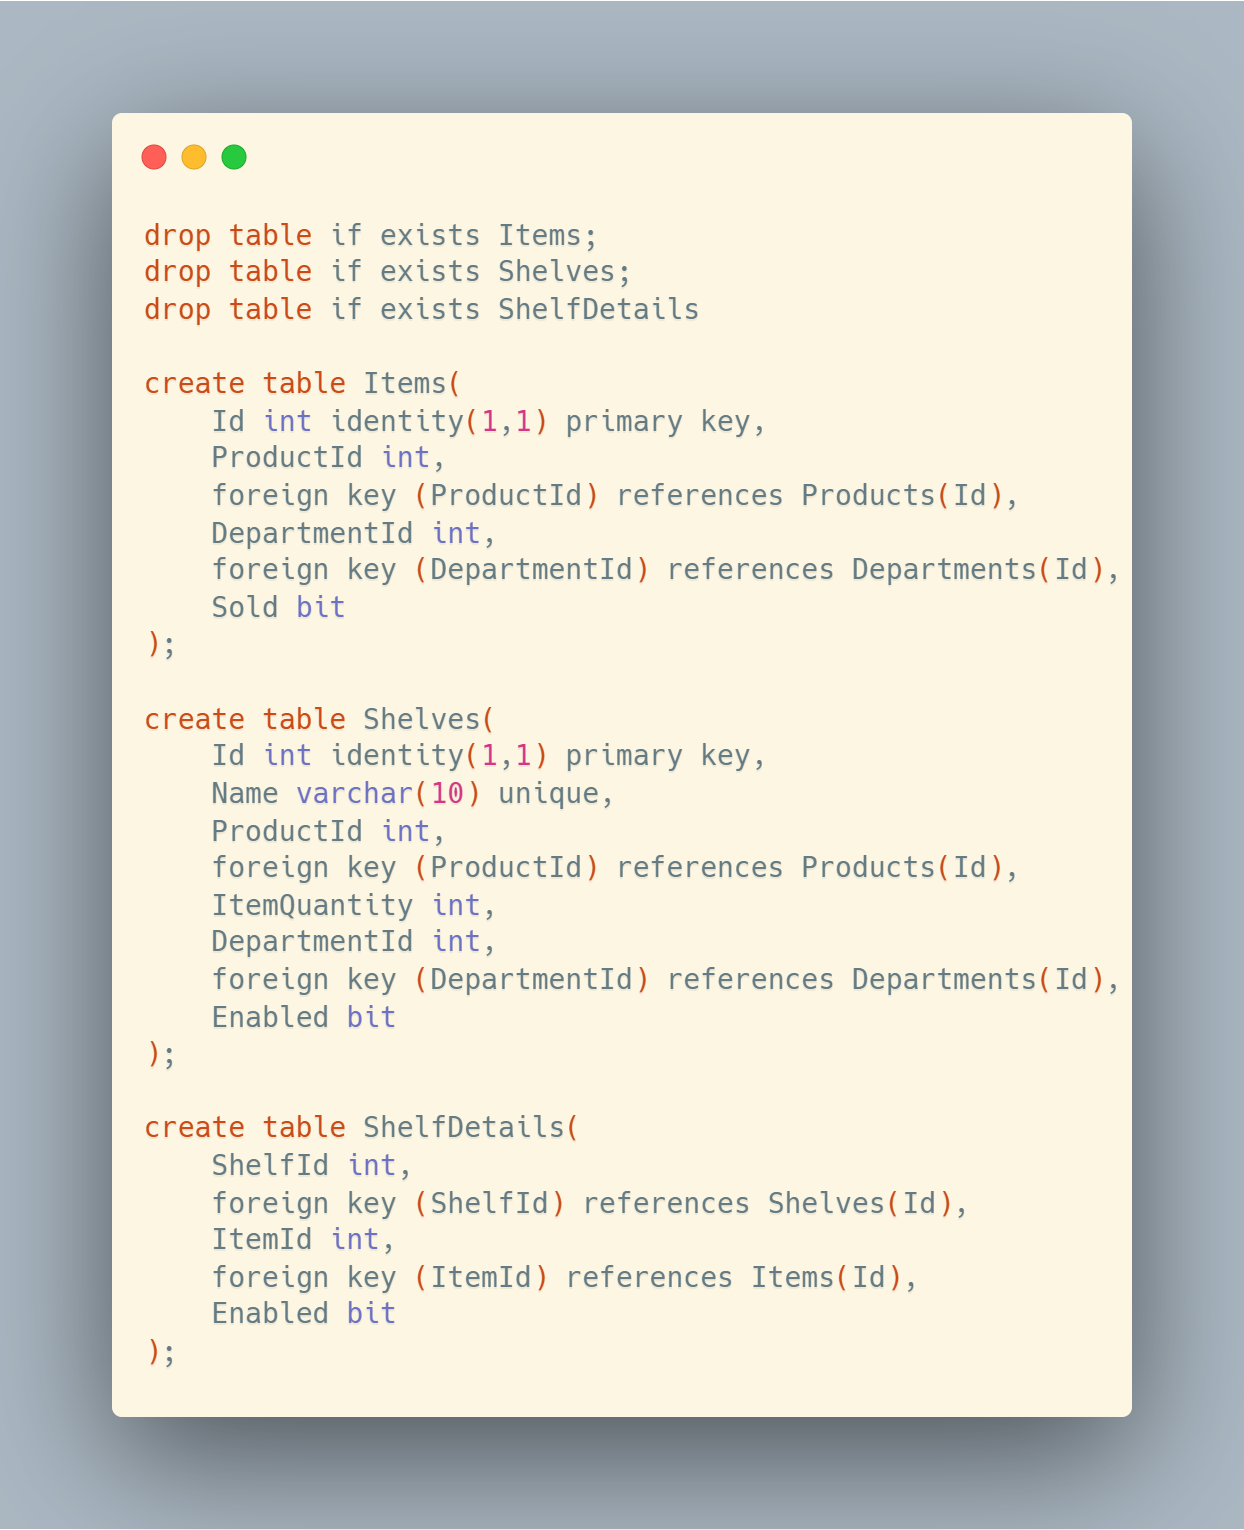 drop table if exists Items;
drop table if exists Shelves;
drop table if exists ShelfDetails

create table Items(
    Id int identity(1,1) primary key,
    ProductId int,
    foreign key (ProductId) references Products(Id),
    DepartmentId int,
    foreign key (DepartmentId) references Departments(Id),
    Sold bit
);

create table Shelves(
    Id int identity(1,1) primary key,
    Name varchar(10) unique,
    ProductId int,
    foreign key (ProductId) references Products(Id),
    ItemQuantity int,
    DepartmentId int,
    foreign key (DepartmentId) references Departments(Id),
    Enabled bit
);

create table ShelfDetails(
    ShelfId int,
    foreign key (ShelfId) references Shelves(Id),
    ItemId int,
    foreign key (ItemId) references Items(Id),
    Enabled bit
);